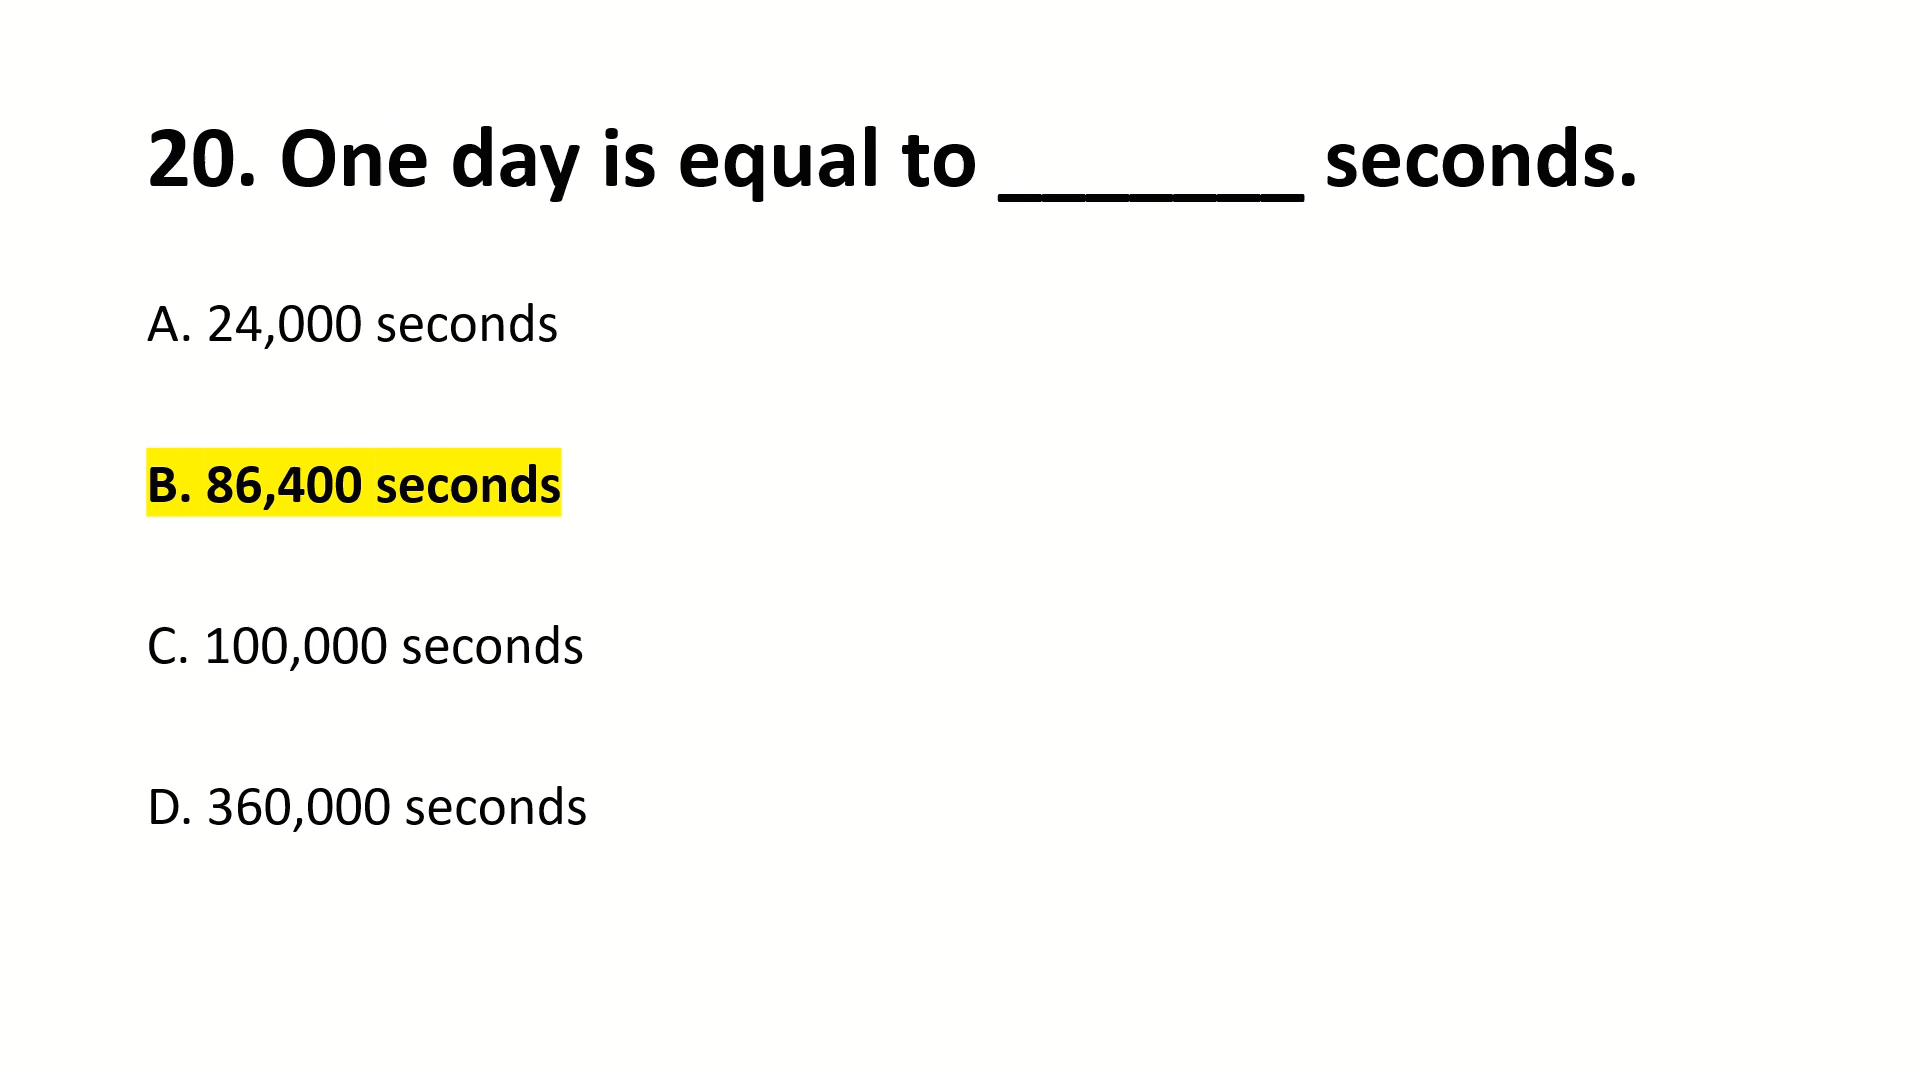 20. One day is equal to _______ seconds.
A. 24,000 seconds
B. 86,400 seconds
C. 100,000 seconds
D. 360,000 seconds